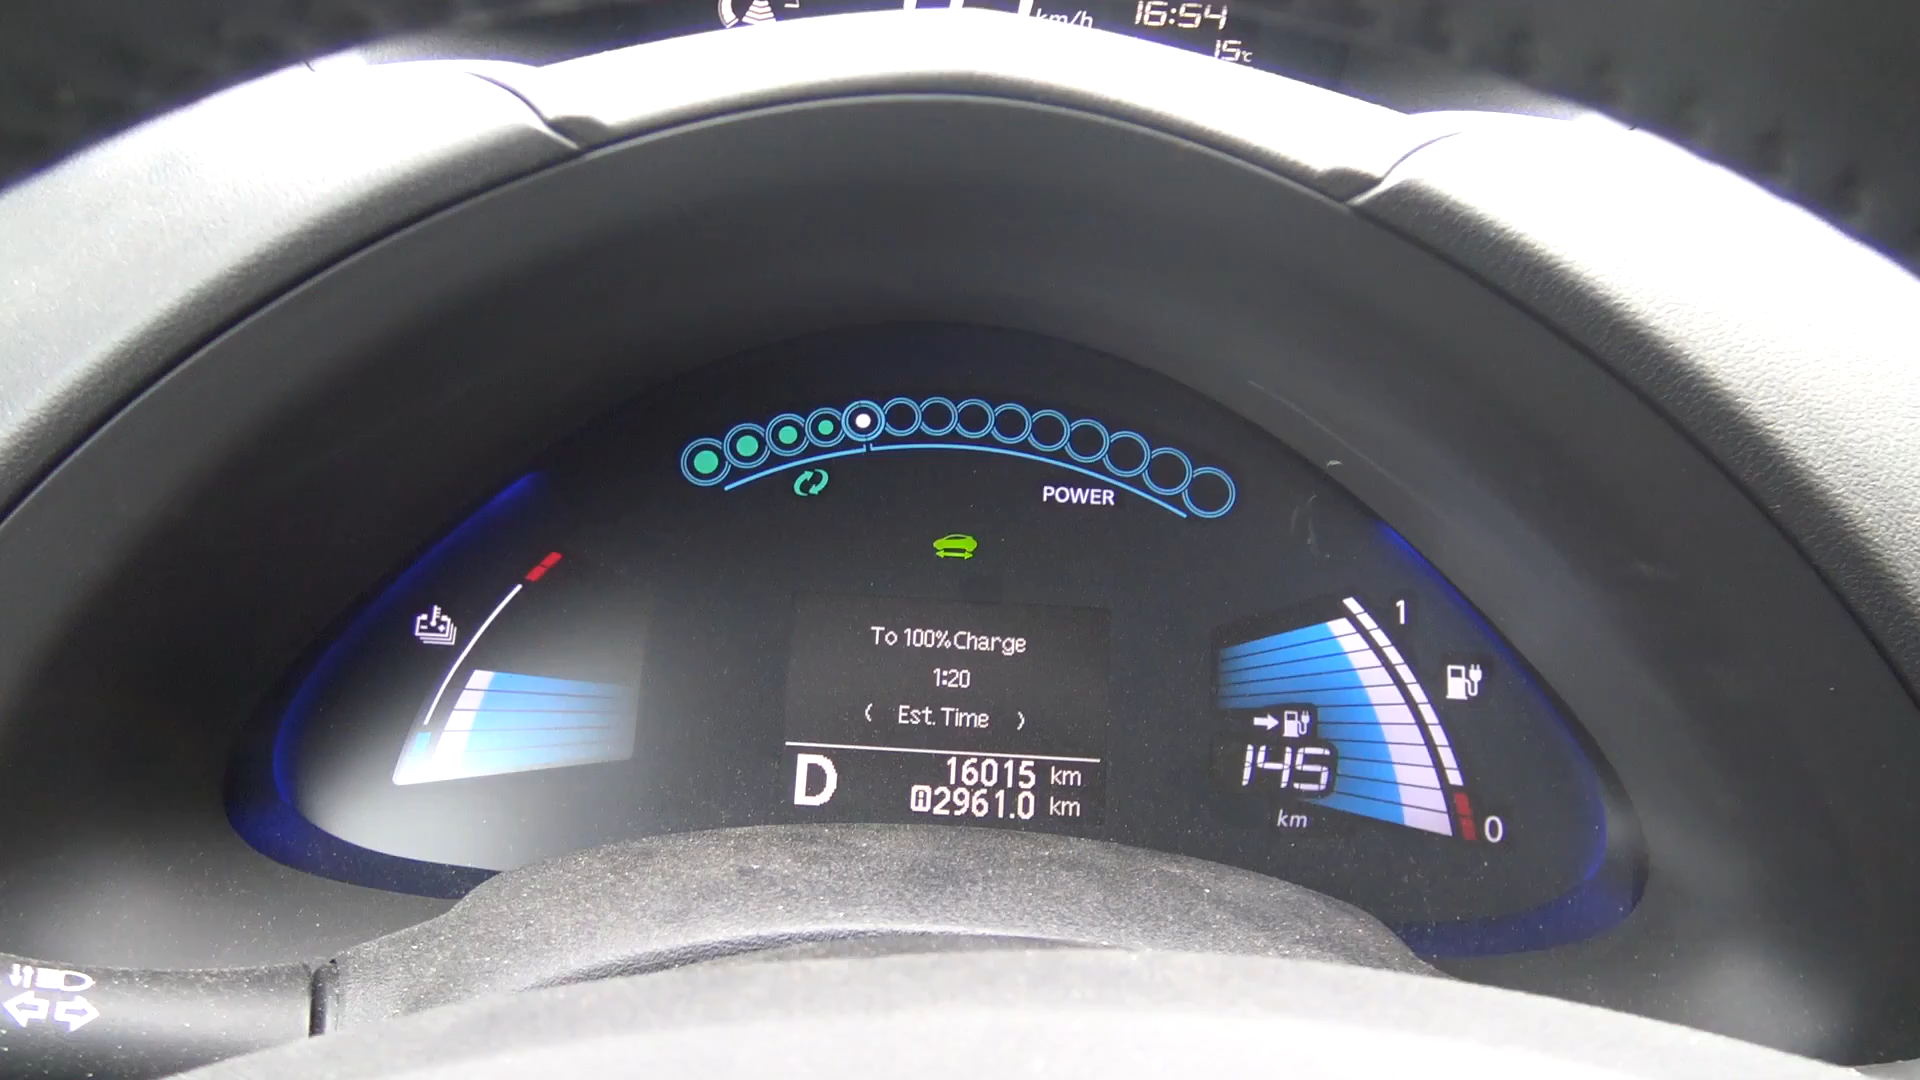 km/h
16:54
15℃
POWER
To 100% Charge
1:20
Est. Time
D
16015 km
A 2961.0 km
1
145
km
0